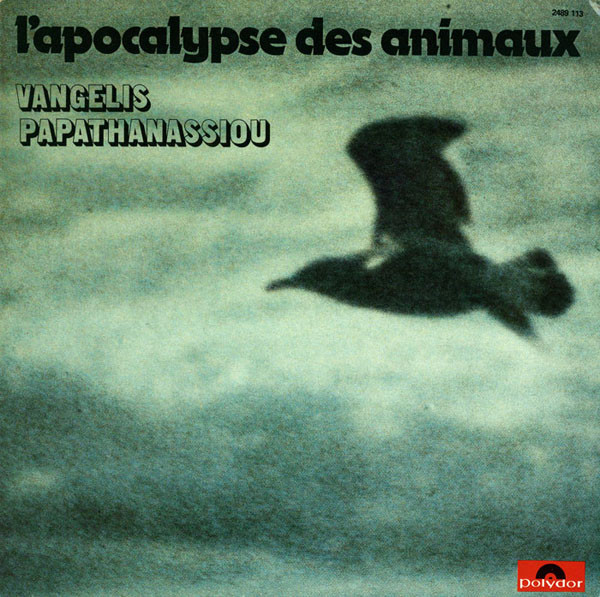 2489 113
l'apocalypse des animaux
VANGELIS
PAPATHANASSIOU
polydor